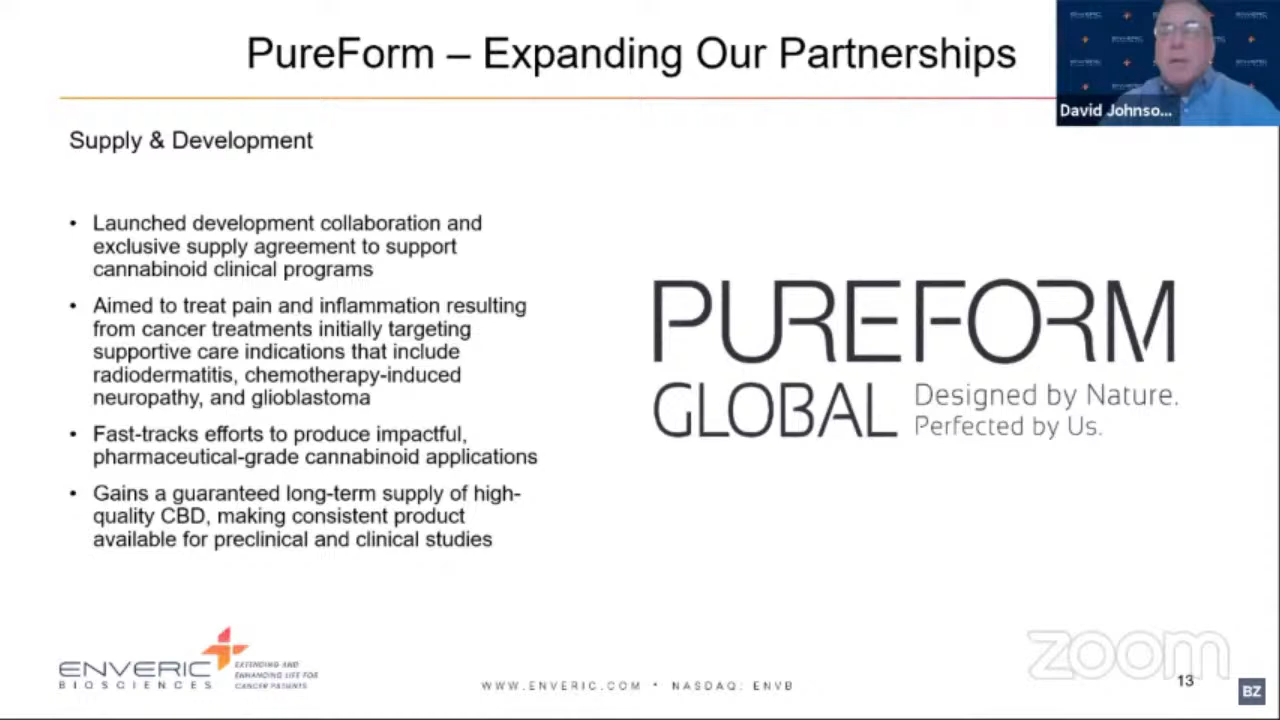 PureForm – Expanding Our Partnerships
David Johnso...
Supply & Development
• Launched development collaboration and
exclusive supply agreement to support
cannabinoid clinical programs
• Aimed to treat pain and inflammation resulting
from cancer treatments initially targeting
supportive care indications that include
radiodermatitis, chemotherapy-induced
neuropathy, and glioblastoma
• Fast-tracks efforts to produce impactful,
pharmaceutical-grade cannabinoid applications
• Gains a guaranteed long-term supply of high-
quality CBD, making consistent product
available for preclinical and clinical studies
PUREFORM
GLOBAL
Designed by Nature.
Perfected by Us.
ENVERIC
BIOSCIENCES
EXTENDING AND
ENHANCING LIFE FOR
CANCER PATIENTS
WWW.ENVERIC.COM • NASDAQ: ENVB
zoom
13
BZ